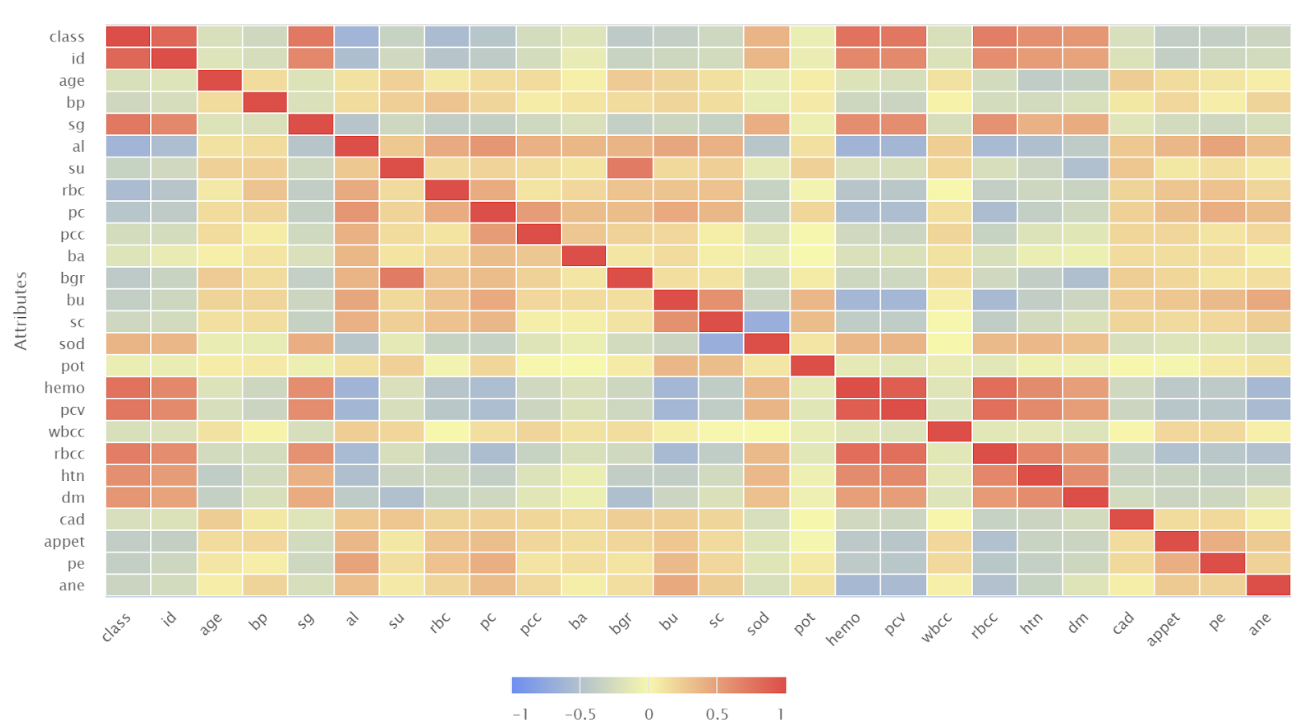 class
id
age
bp
sg
al
su
rbc
pc
pcc
ba
bgr
bu
sc
sod
pot
hemo
pcv
wbcc
rbcc
htn
dm
cad
appet
pe
ane
Attributes
class id age bp sg al su rbc pc pcc ba bgr bu sc sod pot hemo pcv wbcc rbcc htn dm cad appet pe ane
-1 -0.5 0 0.5 1